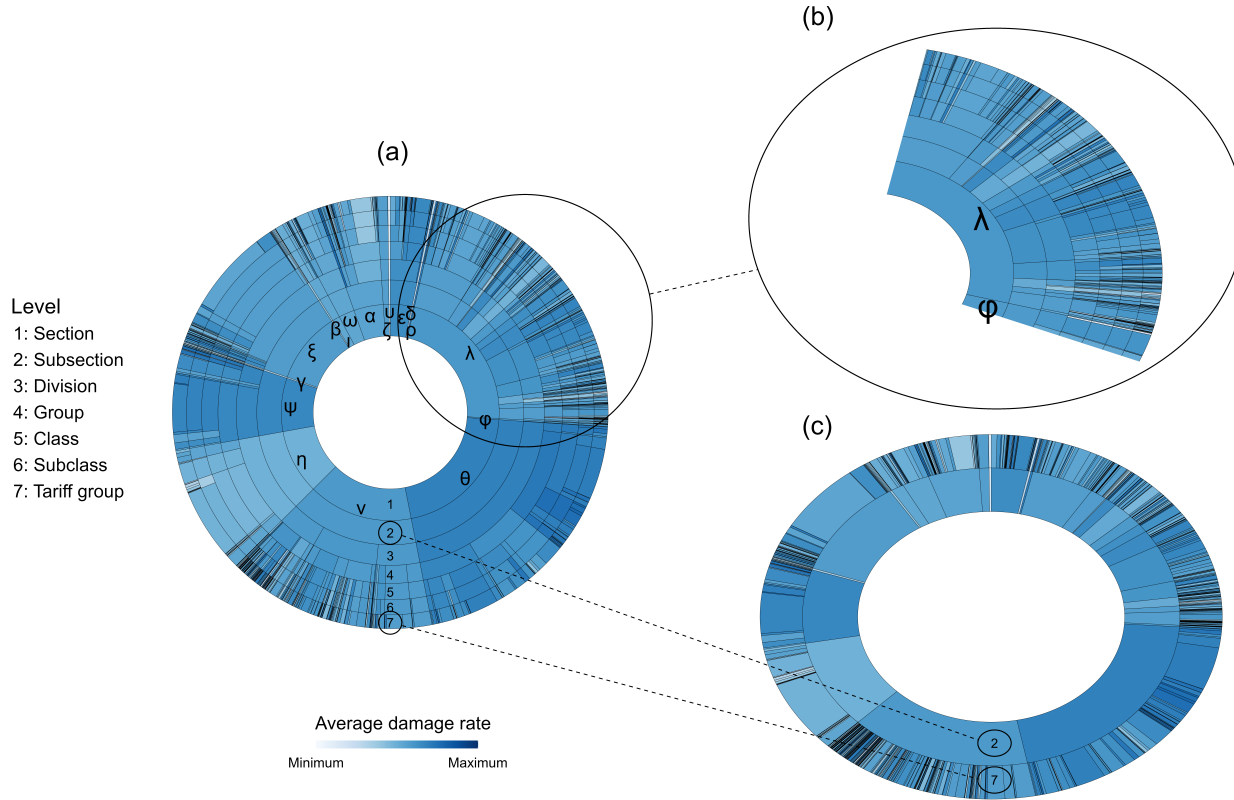 (b)
(a)
λ
φ
Level
1: Section
2: Subsection
3: Division
4: Group
5: Class
6: Subclass
7: Tariff group
β ω α υ ζ ε δ ρ
ι
ξ
λ
γ
ψ
φ
η
θ
ν
1
2
3
4
5
6
7
(c)
2
7
Average damage rate
Minimum
Maximum